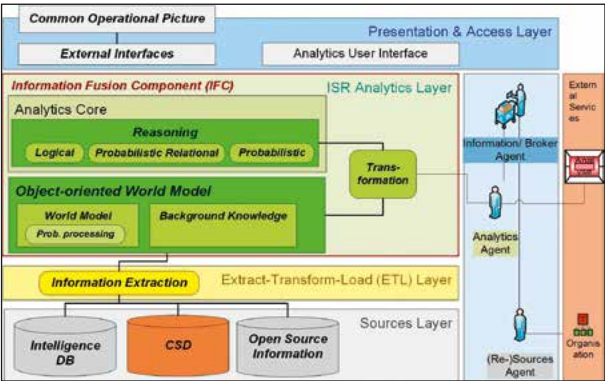 Common Operational Picture
Presentation & Access Layer
External Interfaces
Analytics User Interface
Information Fusion Component (IFC)
ISR Analytics Layer
Analytics Core
Reasoning
Logical
Probabilistic Relational
Probabilistic
Trans-
formation
Object-oriented World Model
World Model
Prob. processing
Background Knowledge
Information Extraction
Extract-Transform-Load (ETL) Layer
Sources Layer
Intelligence
DB
CSD
Open Source
Information
Information/ Broker
Agent
Analytics
Agent
(Re-)Sources
Agent
Extern
al
Servic
es
Organis
ation